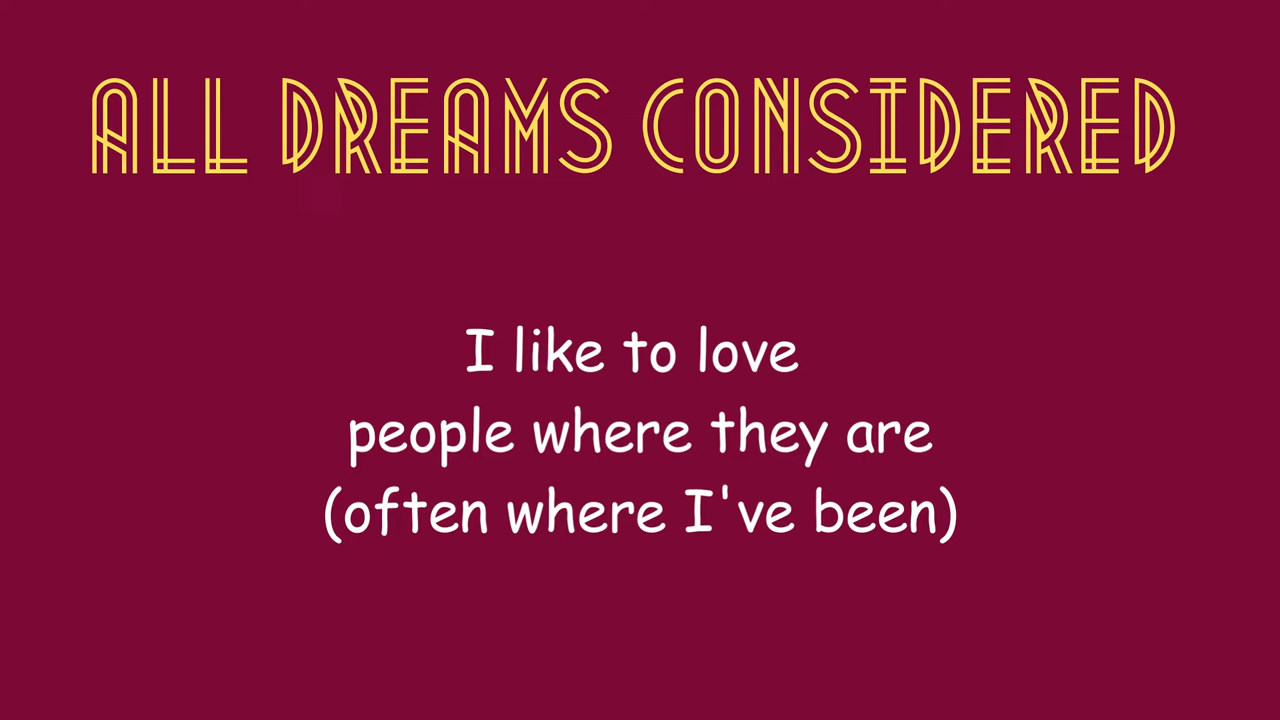 ALL DREAMS CONSIDERED
I like to love
people where they are
(often where I've been)